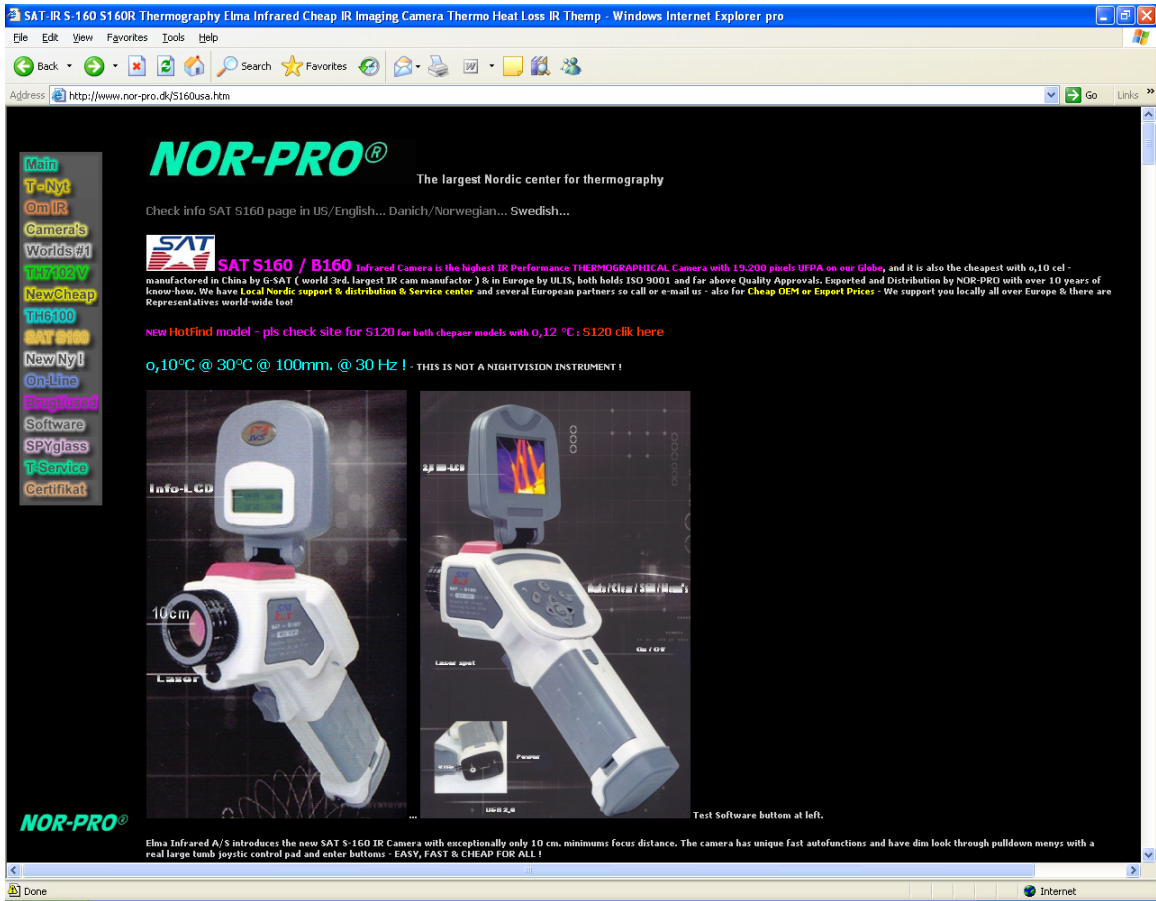 SAT-IR S-160 S160R Thermography Elma Infrared Cheap IR Imaging Camera Thermo Heat Loss IR Themp - Windows Internet Explorer pro
File Edit View Favorites Tools Help
Back Search Favorites
Address http://www.nor-pro.dk/S160usa.htm Go Links »
Main
T-Nyt
Om IR
Camera's
Worlds #1
TH7102 V
NewCheap
TH6100
SAT S160
New Ny !
On-Line
Brugt/used
Software
SPYglass
T-Service
Certifikat
NOR-PRO®
NOR-PRO® The largest Nordic center for thermography
Check info SAT S160 page in US/English... Danich/Norwegian... Swedish...
SAT SAT S160 / B160 Infrared Camera is the highest IR Performance THERMOGRAPHICAL Camera with 19.200 pixels UFPA on our Globe, and it is also the cheapest with 0,10 cel -
manufactored in China by G-SAT ( world 3rd. largest IR cam manufactor ) & in Europe by ULIS, both holds ISO 9001 and far above Quality Approvals. Exported and Distribution by NOR-PRO with over 10 years of
know-how. We have Local Nordic support & distribution & Service center and several European partners so call or e-mail us - also for Cheap OEM or Export Prices - We support you locally all over Europe & there are
Representatives world-wide too!
NEW HotFind model - pls check site for S120 for both chepaer models with 0,12 °C : S120 clik here
0,10°C @ 30°C @ 100mm. @ 30 Hz ! - THIS IS NOT A NIGHTVISION INSTRUMENT !
Info-LCD
10cm
Laser
SAT
LCD
Auto / Clear / Still / Menu's
On / Off
Laser spot
Power
USB 2,0
... Test Software buttom at left.
Elma Infrared A/S introduces the new SAT S-160 IR Camera with exceptionally only 10 cm. minimums focus distance. The camera has unique fast autofunctions and have dim look through pulldown menys with a
real large tumb joystic control pad and enter buttoms - EASY, FAST & CHEAP FOR ALL !
Done Internet